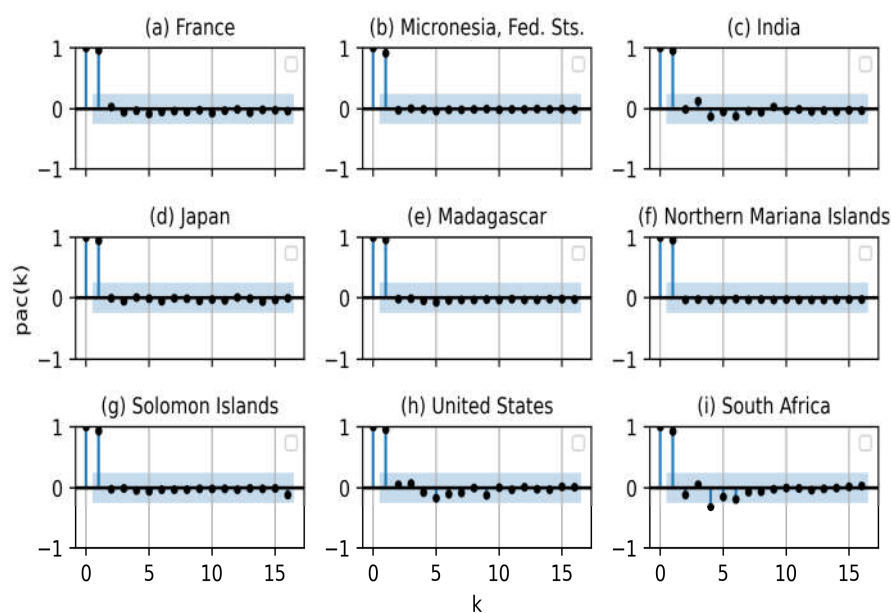 (a) France
(b) Micronesia, Fed. Sts.
(c) India
1
0
−1
1
0
−1
1
0
−1
(d) Japan
(e) Madagascar
(f) Northern Mariana Islands
pac(k)
1
0
−1
1
0
−1
1
0
−1
(g) Solomon Islands
(h) United States
(i) South Africa
1
0
−1
1
0
−1
1
0
−1
0 5 10 15
0 5 10 15
0 5 10 15
k